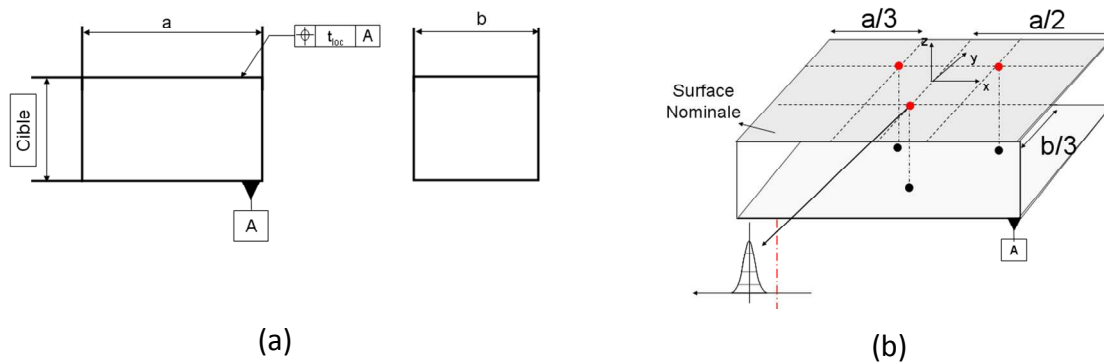 a
⌖ t_loc A
Cible
A
b
(a)
a/3
a/2
z
y
x
Surface
Nominale
b/3
A
(b)